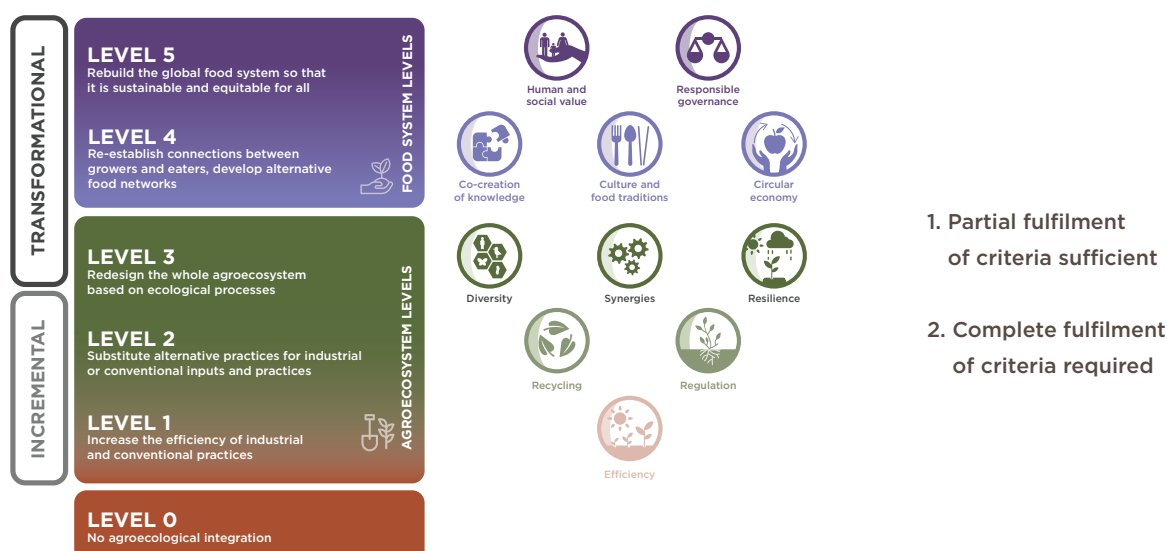 TRANSFORMATIONAL
INCREMENTAL
LEVEL 5
Rebuild the global food system so that
it is sustainable and equitable for all
LEVEL 4
Re-establish connections between
growers and eaters, develop alternative
food networks
FOOD SYSTEM LEVELS
LEVEL 3
Redesign the whole agroecosystem
based on ecological processes
LEVEL 2
Substitute alternative practices for industrial
or conventional inputs and practices
LEVEL 1
Increase the efficiency of industrial
and conventional practices
AGROECOSYSTEM LEVELS
LEVEL 0
No agroecological integration
Human and
social value
Responsible
governance
Co-creation
of knowledge
Culture and
food traditions
Circular
economy
Diversity
Synergies
Resilience
Recycling
Regulation
Efficiency
1. Partial fulfilment
of criteria sufficient
2. Complete fulfilment
of criteria required